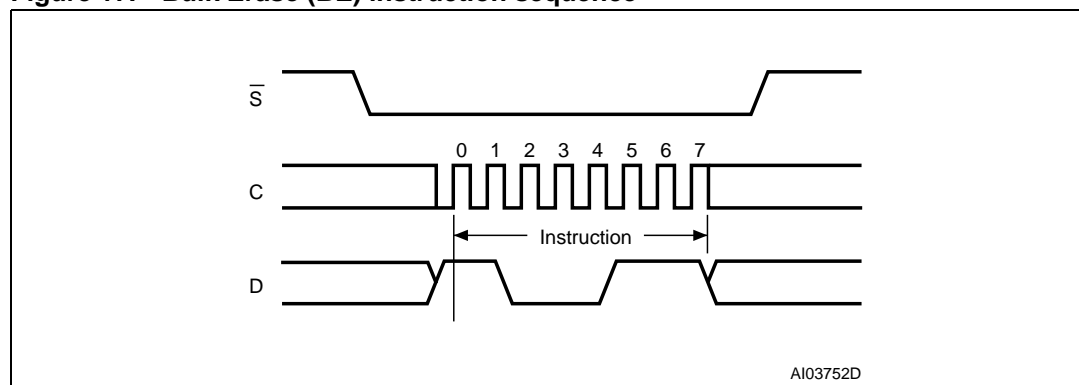 Figure 17. Bulk Erase (BE) instruction sequence
S̅
0 1 2 3 4 5 6 7
C
Instruction
D
AI03752D